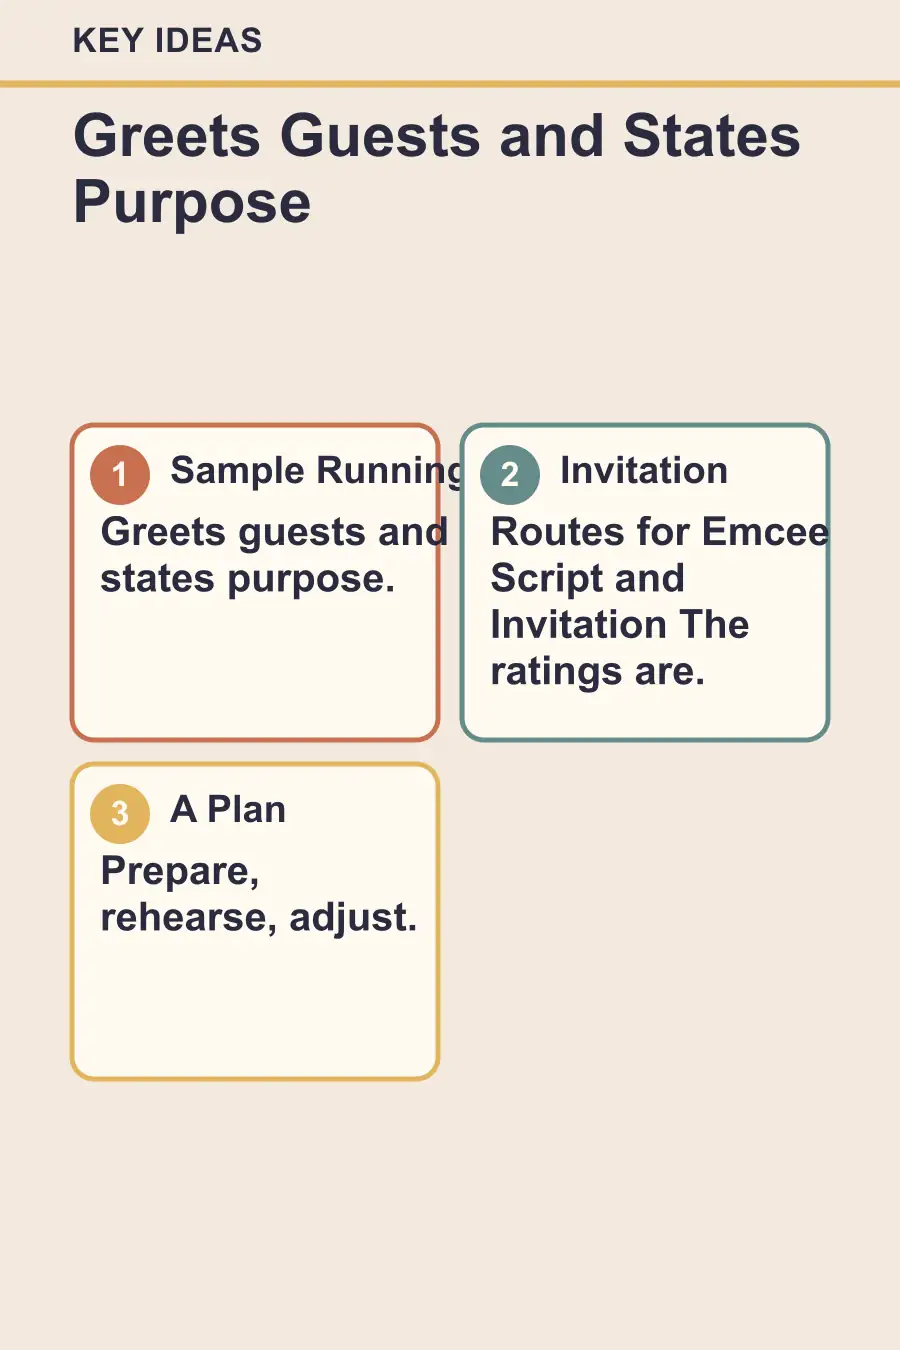 KEY IDEAS
Greets Guests and States
Purpose
1 Sample Running
Greets guests and
states purpose.
2 Invitation
Routes for Emcee
Script and
Invitation The
ratings are.
3 A Plan
Prepare,
rehearse, adjust.